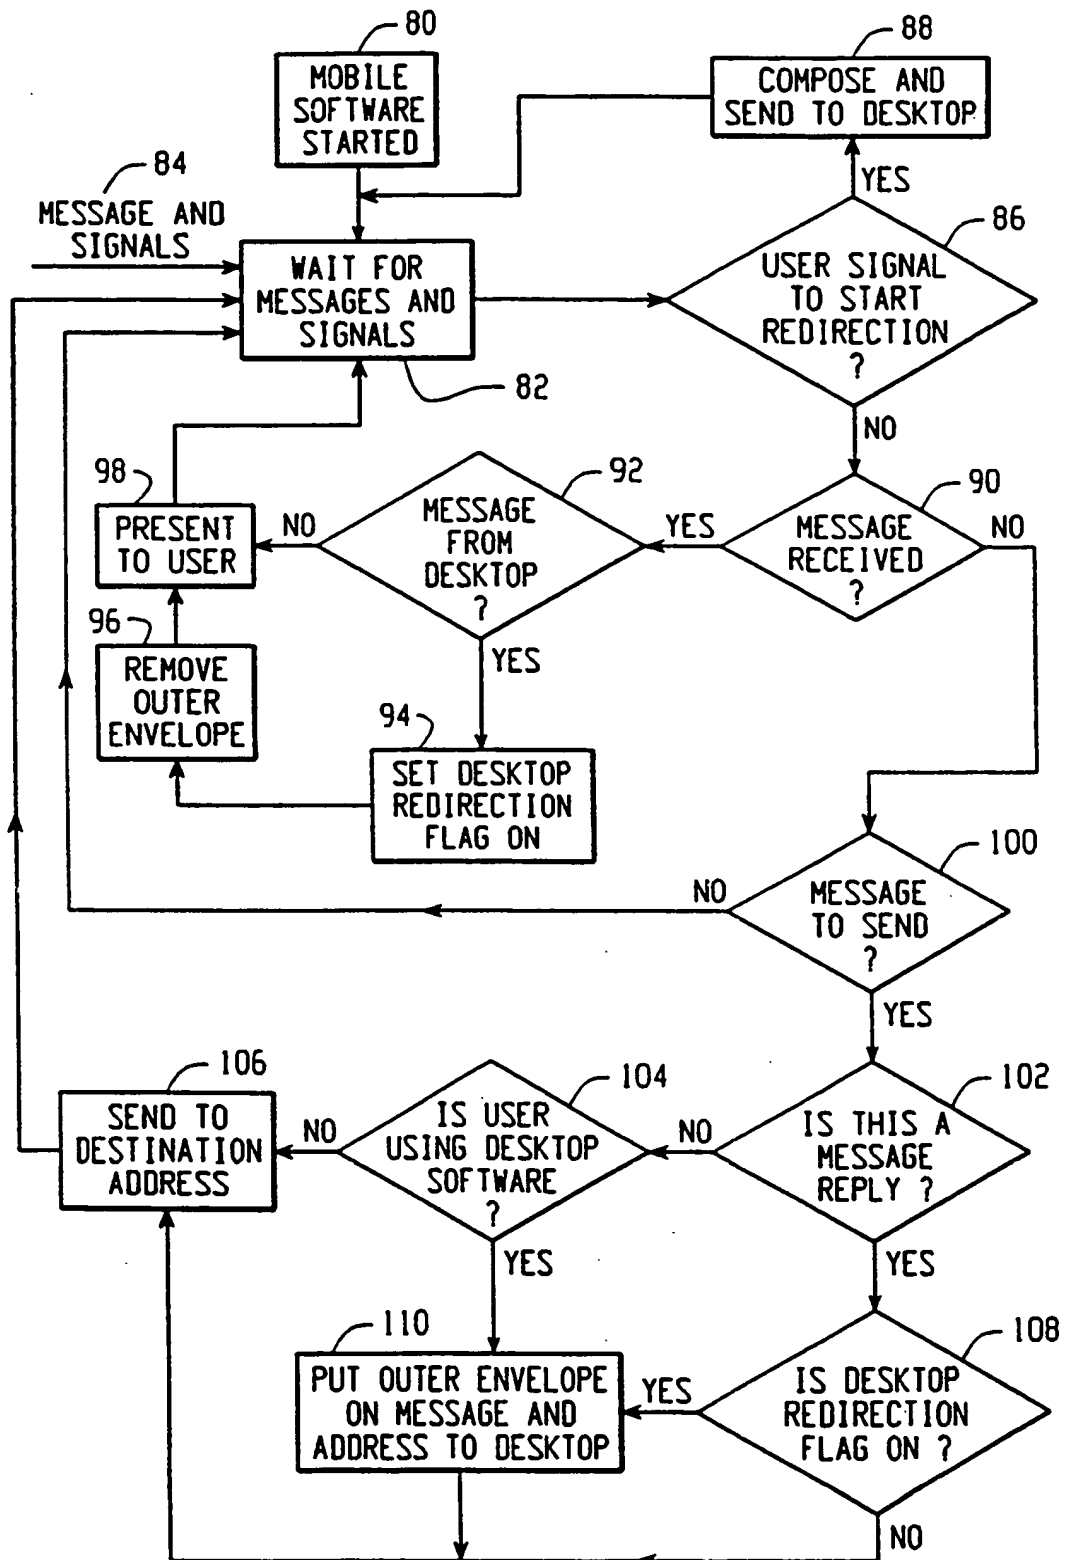 80
MOBILE
SOFTWARE
STARTED
88
COMPOSE AND
SEND TO DESKTOP
YES
84
MESSAGE AND
SIGNALS
WAIT FOR
MESSAGES AND
SIGNALS
82
86
USER SIGNAL
TO START
REDIRECTION
?
NO
98
PRESENT
TO USER
NO
92
MESSAGE
FROM
DESKTOP
?
YES
90
MESSAGE
RECEIVED
?
NO
YES
96
REMOVE
OUTER
ENVELOPE
94
SET DESKTOP
REDIRECTION
FLAG ON
100
MESSAGE
TO SEND
?
NO
YES
106
SEND TO
DESTINATION
ADDRESS
NO
104
IS USER
USING DESKTOP
SOFTWARE
?
NO
102
IS THIS A
MESSAGE
REPLY ?
YES
YES
110
PUT OUTER ENVELOPE
ON MESSAGE AND
ADDRESS TO DESKTOP
YES
108
IS DESKTOP
REDIRECTION
FLAG ON ?
NO